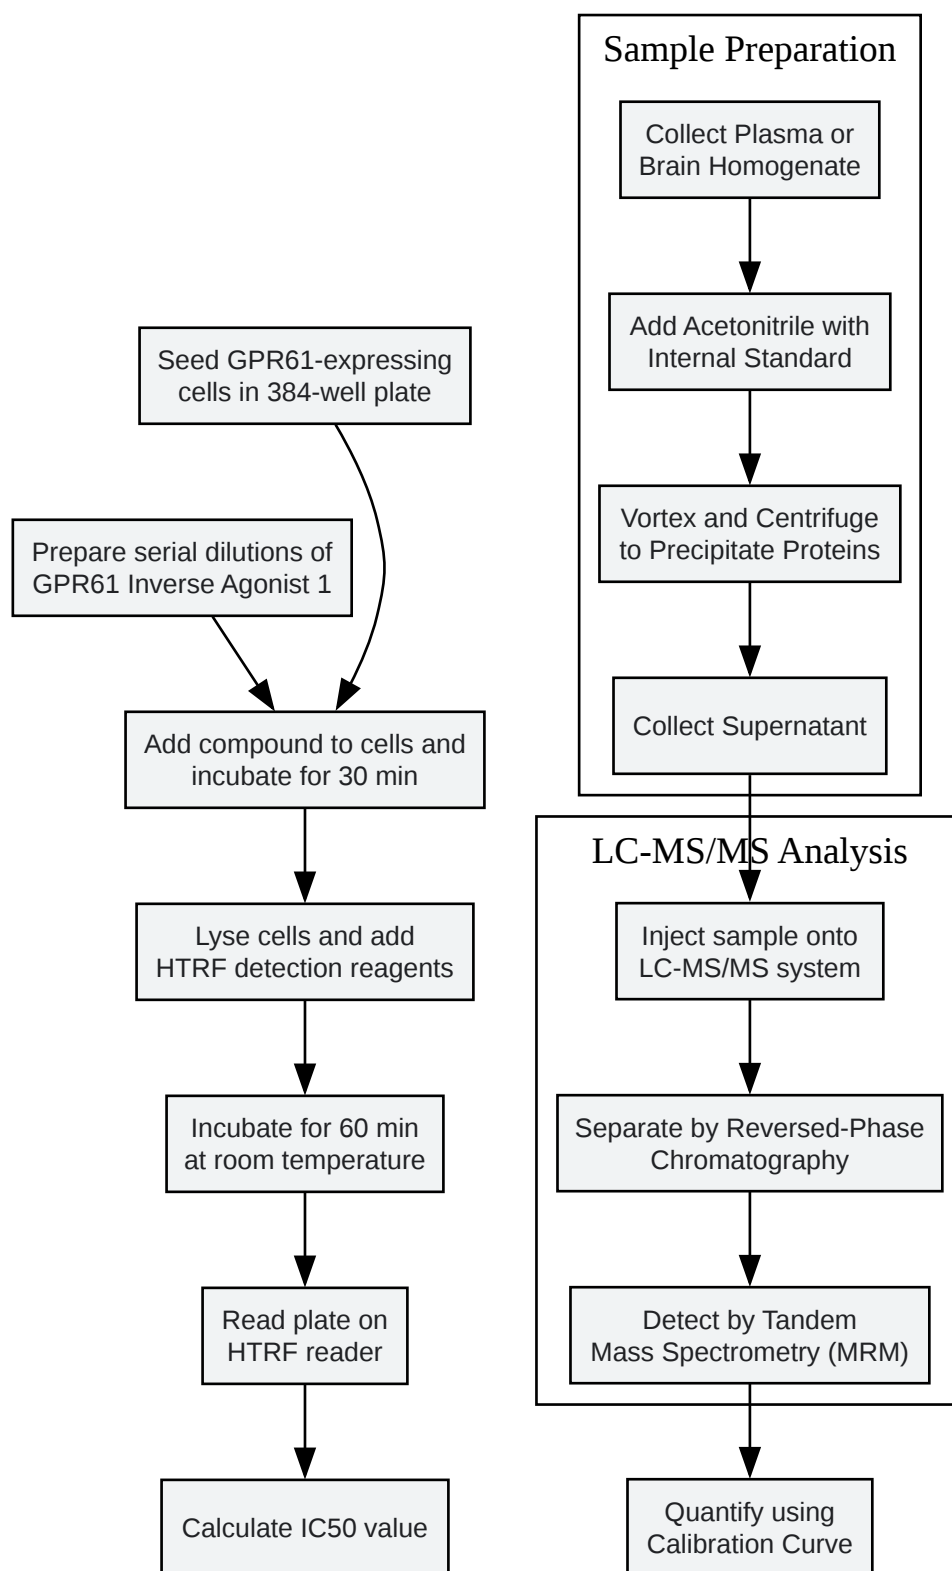 Seed GPR61-expressing
cells in 384-well plate
Prepare serial dilutions of
GPR61 Inverse Agonist 1
Add compound to cells and
incubate for 30 min
Lyse cells and add
HTRF detection reagents
Incubate for 60 min
at room temperature
Read plate on
HTRF reader
Calculate IC50 value
Sample Preparation
Collect Plasma or
Brain Homogenate
Add Acetonitrile with
Internal Standard
Vortex and Centrifuge
to Precipitate Proteins
Collect Supernatant
LC-MS/MS Analysis
Inject sample onto
LC-MS/MS system
Separate by Reversed-Phase
Chromatography
Detect by Tandem
Mass Spectrometry (MRM)
Quantify using
Calibration Curve